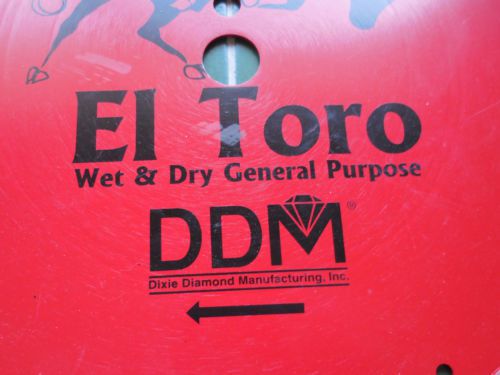 El Toro
Wet & Dry General Purpose
DDM®
Dixie Diamond Manufacturing, Inc.